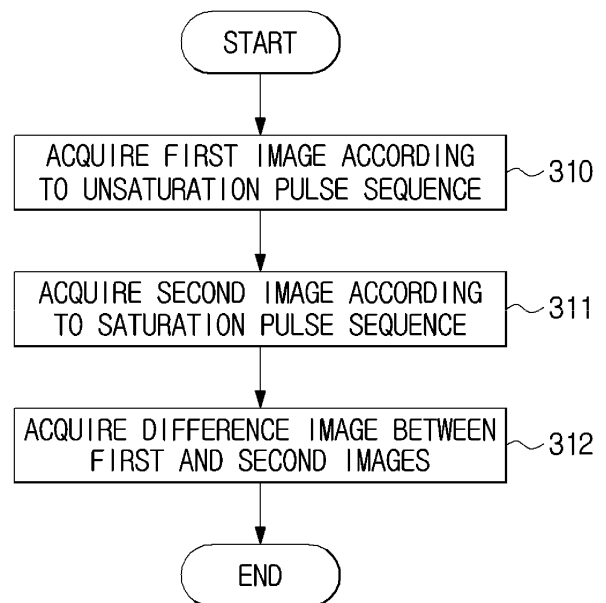 START
ACQUIRE FIRST IMAGE ACCORDING
TO UNSATURATION PULSE SEQUENCE
310
ACQUIRE SECOND IMAGE ACCORDING
TO SATURATION PULSE SEQUENCE
311
ACQUIRE DIFFERENCE IMAGE BETWEEN
FIRST AND SECOND IMAGES
312
END